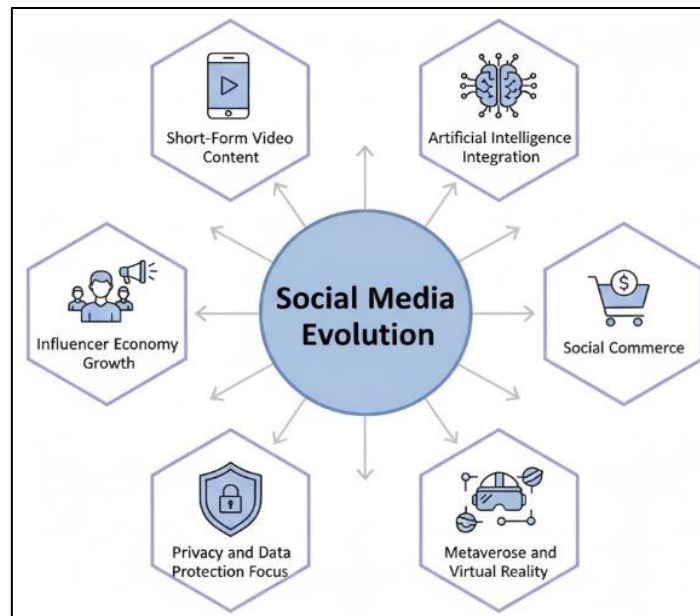 Short-Form Video
Content
Artificial Intelligence
Integration
Influencer Economy
Growth
Social Media
Evolution
$
Social Commerce
Privacy and Data
Protection Focus
Metaverose and
Virtual Reality